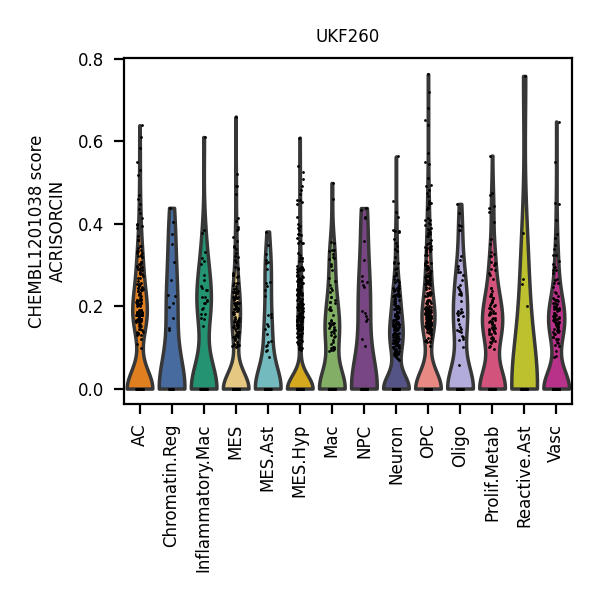 UKF260
CHEMBL1201038 score
ACRISORCIN
0.8
0.6
0.4
0.2
0.0
AC
Chromatin.Reg
Inflammatory.Mac
MES
MES.Ast
MES.Hyp
Mac
NPC
Neuron
OPC
Oligo
Prolif.Metab
Reactive.Ast
Vasc